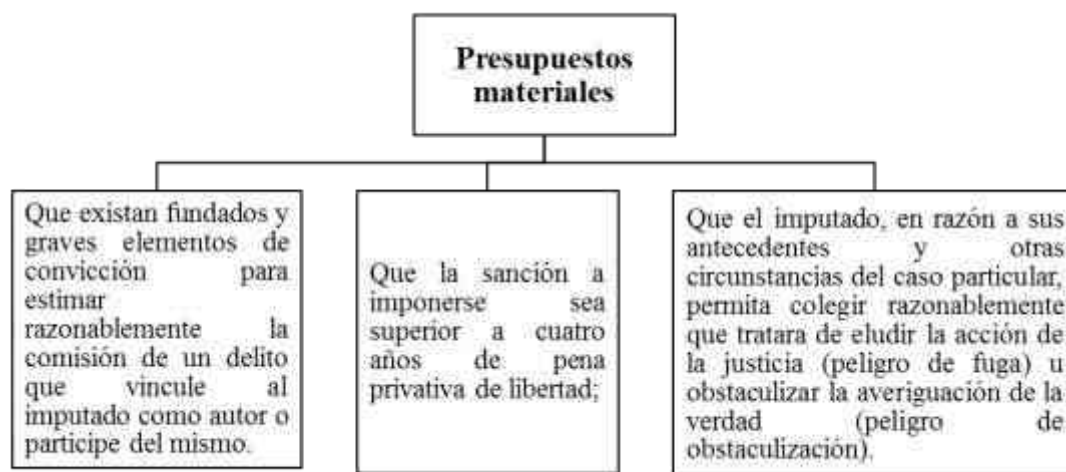 Presupuestos
materiales
Que existan fundados y
graves elementos de
convicción para
estimar
razonablemente la
comisión de un delito
que vincule al
imputado como autor o
participe del mismo.
Que la sanción a
imponerse sea
superior a cuatro
años de pena
privativa de libertad;
Que el imputado, en razón a sus
antecedentes y otras
circunstancias del caso particular,
permita colegir razonablemente
que tratara de eludir la acción de
la justicia (peligro de fuga) u
obstaculizar la averiguación de la
verdad (peligro de
obstaculización).